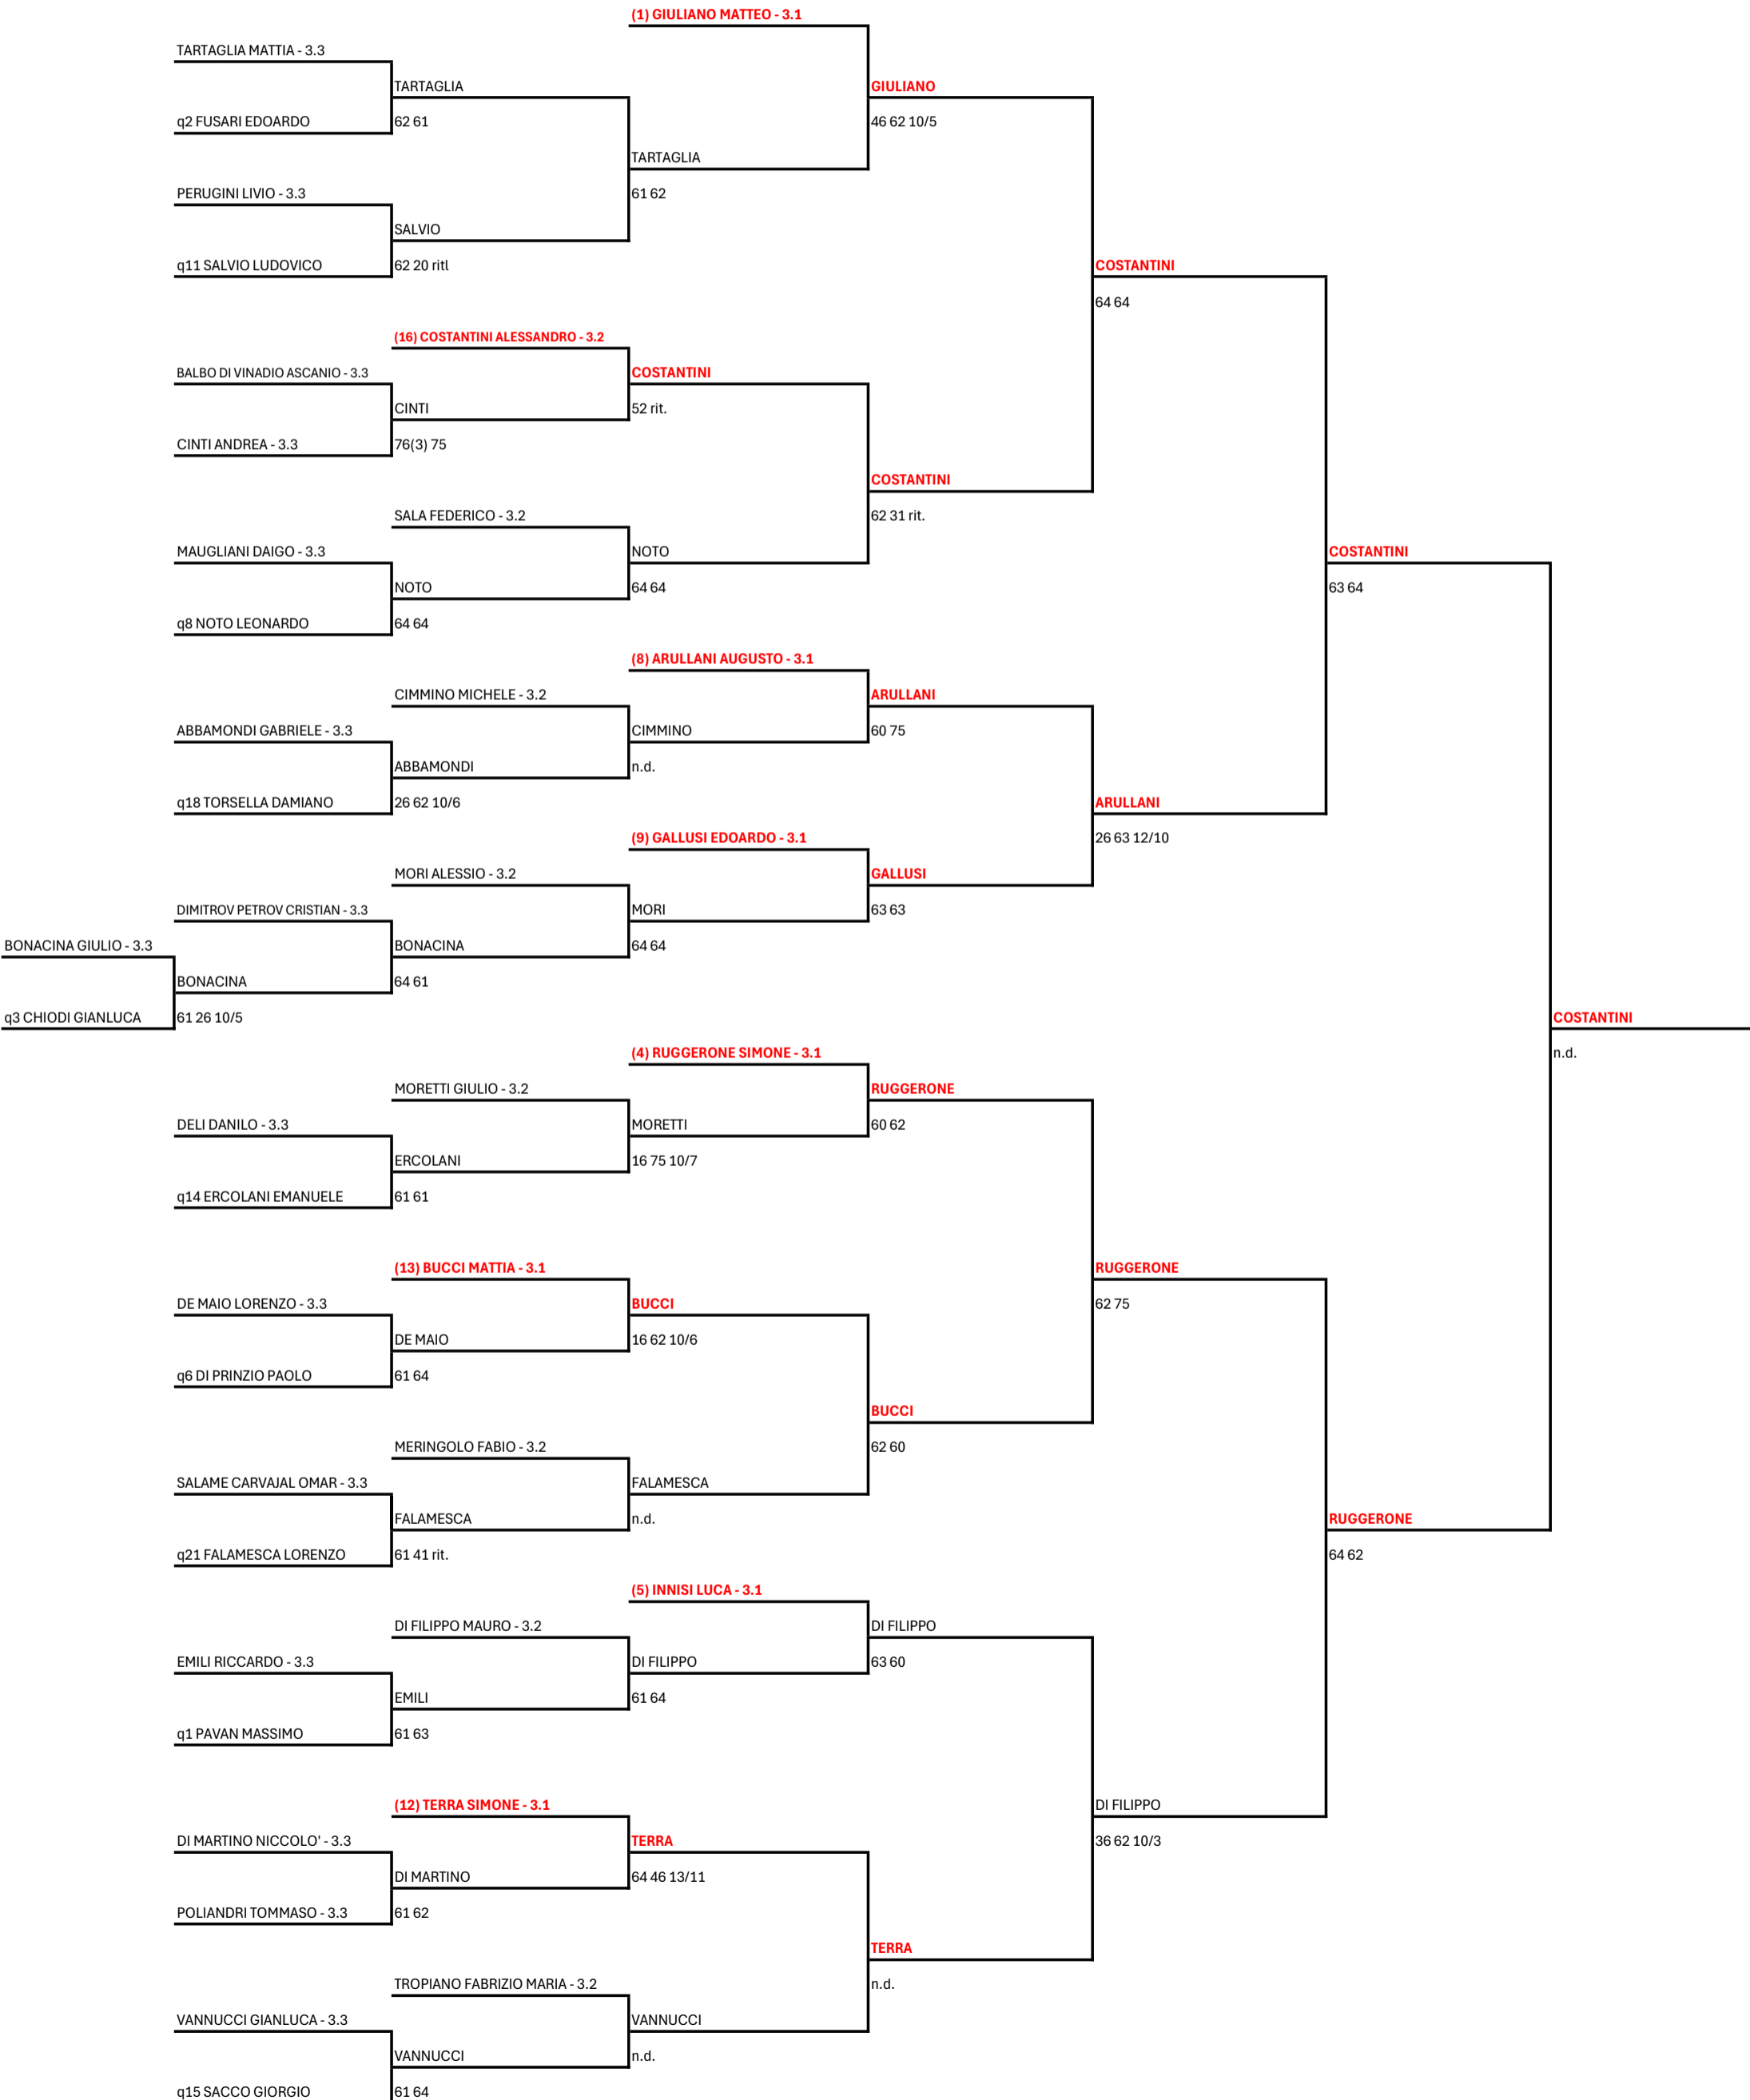 (1) GIULIANO MATTEO - 3.1
TARTAGLIA MATTIA - 3.3
TARTAGLIA
GIULIANO
q2 FUSARI EDOARDO
62 61
46 62 10/5
TARTAGLIA
PERUGINI LIVIO - 3.3
61 62
SALVIO
q11 SALVIO LUDOVICO
62 20 ritl
COSTANTINI
64 64
(16) COSTANTINI ALESSANDRO - 3.2
BALBO DI VINADIO ASCANIO - 3.3
COSTANTINI
CINTI
52 rit.
CINTI ANDREA - 3.3
76(3) 75
COSTANTINI
SALA FEDERICO - 3.2
62 31 rit.
MAUGLIANI DAIGO - 3.3
NOTO
COSTANTINI
NOTO
64 64
63 64
q8 NOTO LEONARDO
64 64
(8) ARULLANI AUGUSTO - 3.1
CIMMINO MICHELE - 3.2
ARULLANI
ABBAMONDI GABRIELE - 3.3
CIMMINO
60 75
ABBAMONDI
n.d.
q18 TORSELLA DAMIANO
26 62 10/6
ARULLANI
(9) GALLUSI EDOARDO - 3.1
26 63 12/10
MORI ALESSIO - 3.2
GALLUSI
DIMITROV PETROV CRISTIAN - 3.3
MORI
63 63
BONACINA GIULIO - 3.3
BONACINA
64 64
BONACINA
64 61
q3 CHIODI GIANLUCA
61 26 10/5
COSTANTINI
(4) RUGGERONE SIMONE - 3.1
n.d.
MORETTI GIULIO - 3.2
RUGGERONE
DELI DANILO - 3.3
MORETTI
60 62
ERCOLANI
16 75 10/7
q14 ERCOLANI EMANUELE
61 61
(13) BUCCI MATTIA - 3.1
RUGGERONE
DE MAIO LORENZO - 3.3
BUCCI
62 75
DE MAIO
16 62 10/6
q6 DI PRINZIO PAOLO
61 64
BUCCI
MERINGOLO FABIO - 3.2
62 60
SALAME CARVAJAL OMAR - 3.3
FALAMESCA
FALAMESCA
n.d.
RUGGERONE
q21 FALAMESCA LORENZO
61 41 rit.
64 62
(5) INNISI LUCA - 3.1
DI FILIPPO MAURO - 3.2
DI FILIPPO
EMILI RICCARDO - 3.3
DI FILIPPO
63 60
EMILI
61 64
q1 PAVAN MASSIMO
61 63
(12) TERRA SIMONE - 3.1
DI FILIPPO
DI MARTINO NICCOLO' - 3.3
TERRA
36 62 10/3
DI MARTINO
64 46 13/11
POLIANDRI TOMMASO - 3.3
61 62
TERRA
TROPIANO FABRIZIO MARIA - 3.2
n.d.
VANNUCCI GIANLUCA - 3.3
VANNUCCI
VANNUCCI
n.d.
q15 SACCO GIORGIO
61 64